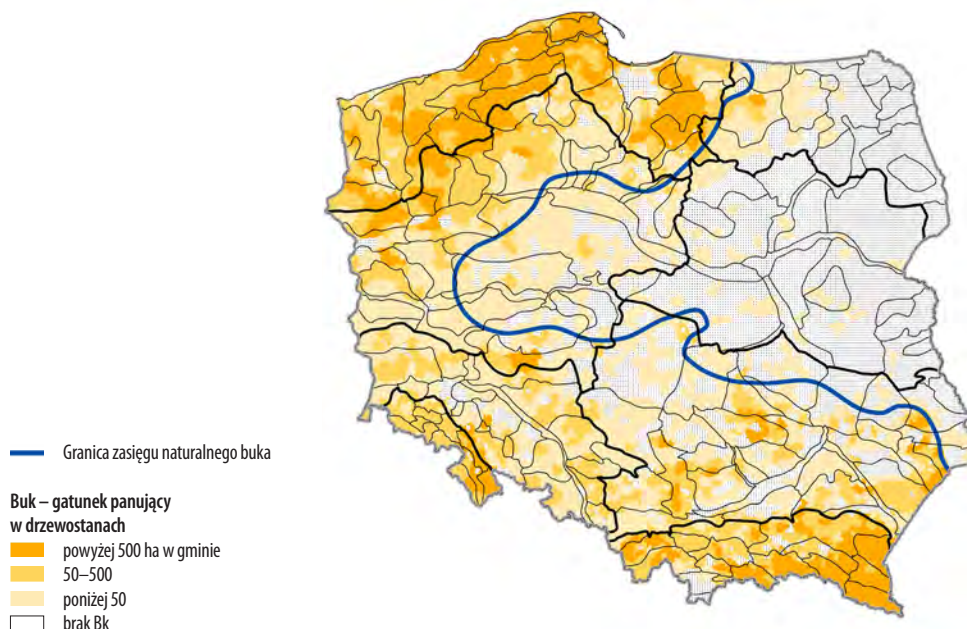 Granica zasięgu naturalnego buka
Buk – gatunek panujący
w drzewostanach
powyżej 500 ha w gminie
50–500
poniżej 50
brak Bk